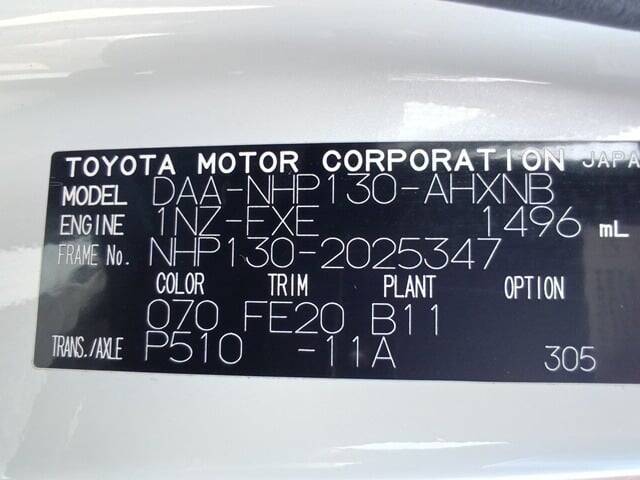 TOYOTA MOTOR CORPORATION JAPA
MODEL DAA-NHP130-AHXNB
ENGINE 1NZ-FXE 1496 mL
FRAME No. NHP130-2025347
COLOR TRIM PLANT OPTION
070 FE20 B11
TRANS./AXLE P510 -11A 305